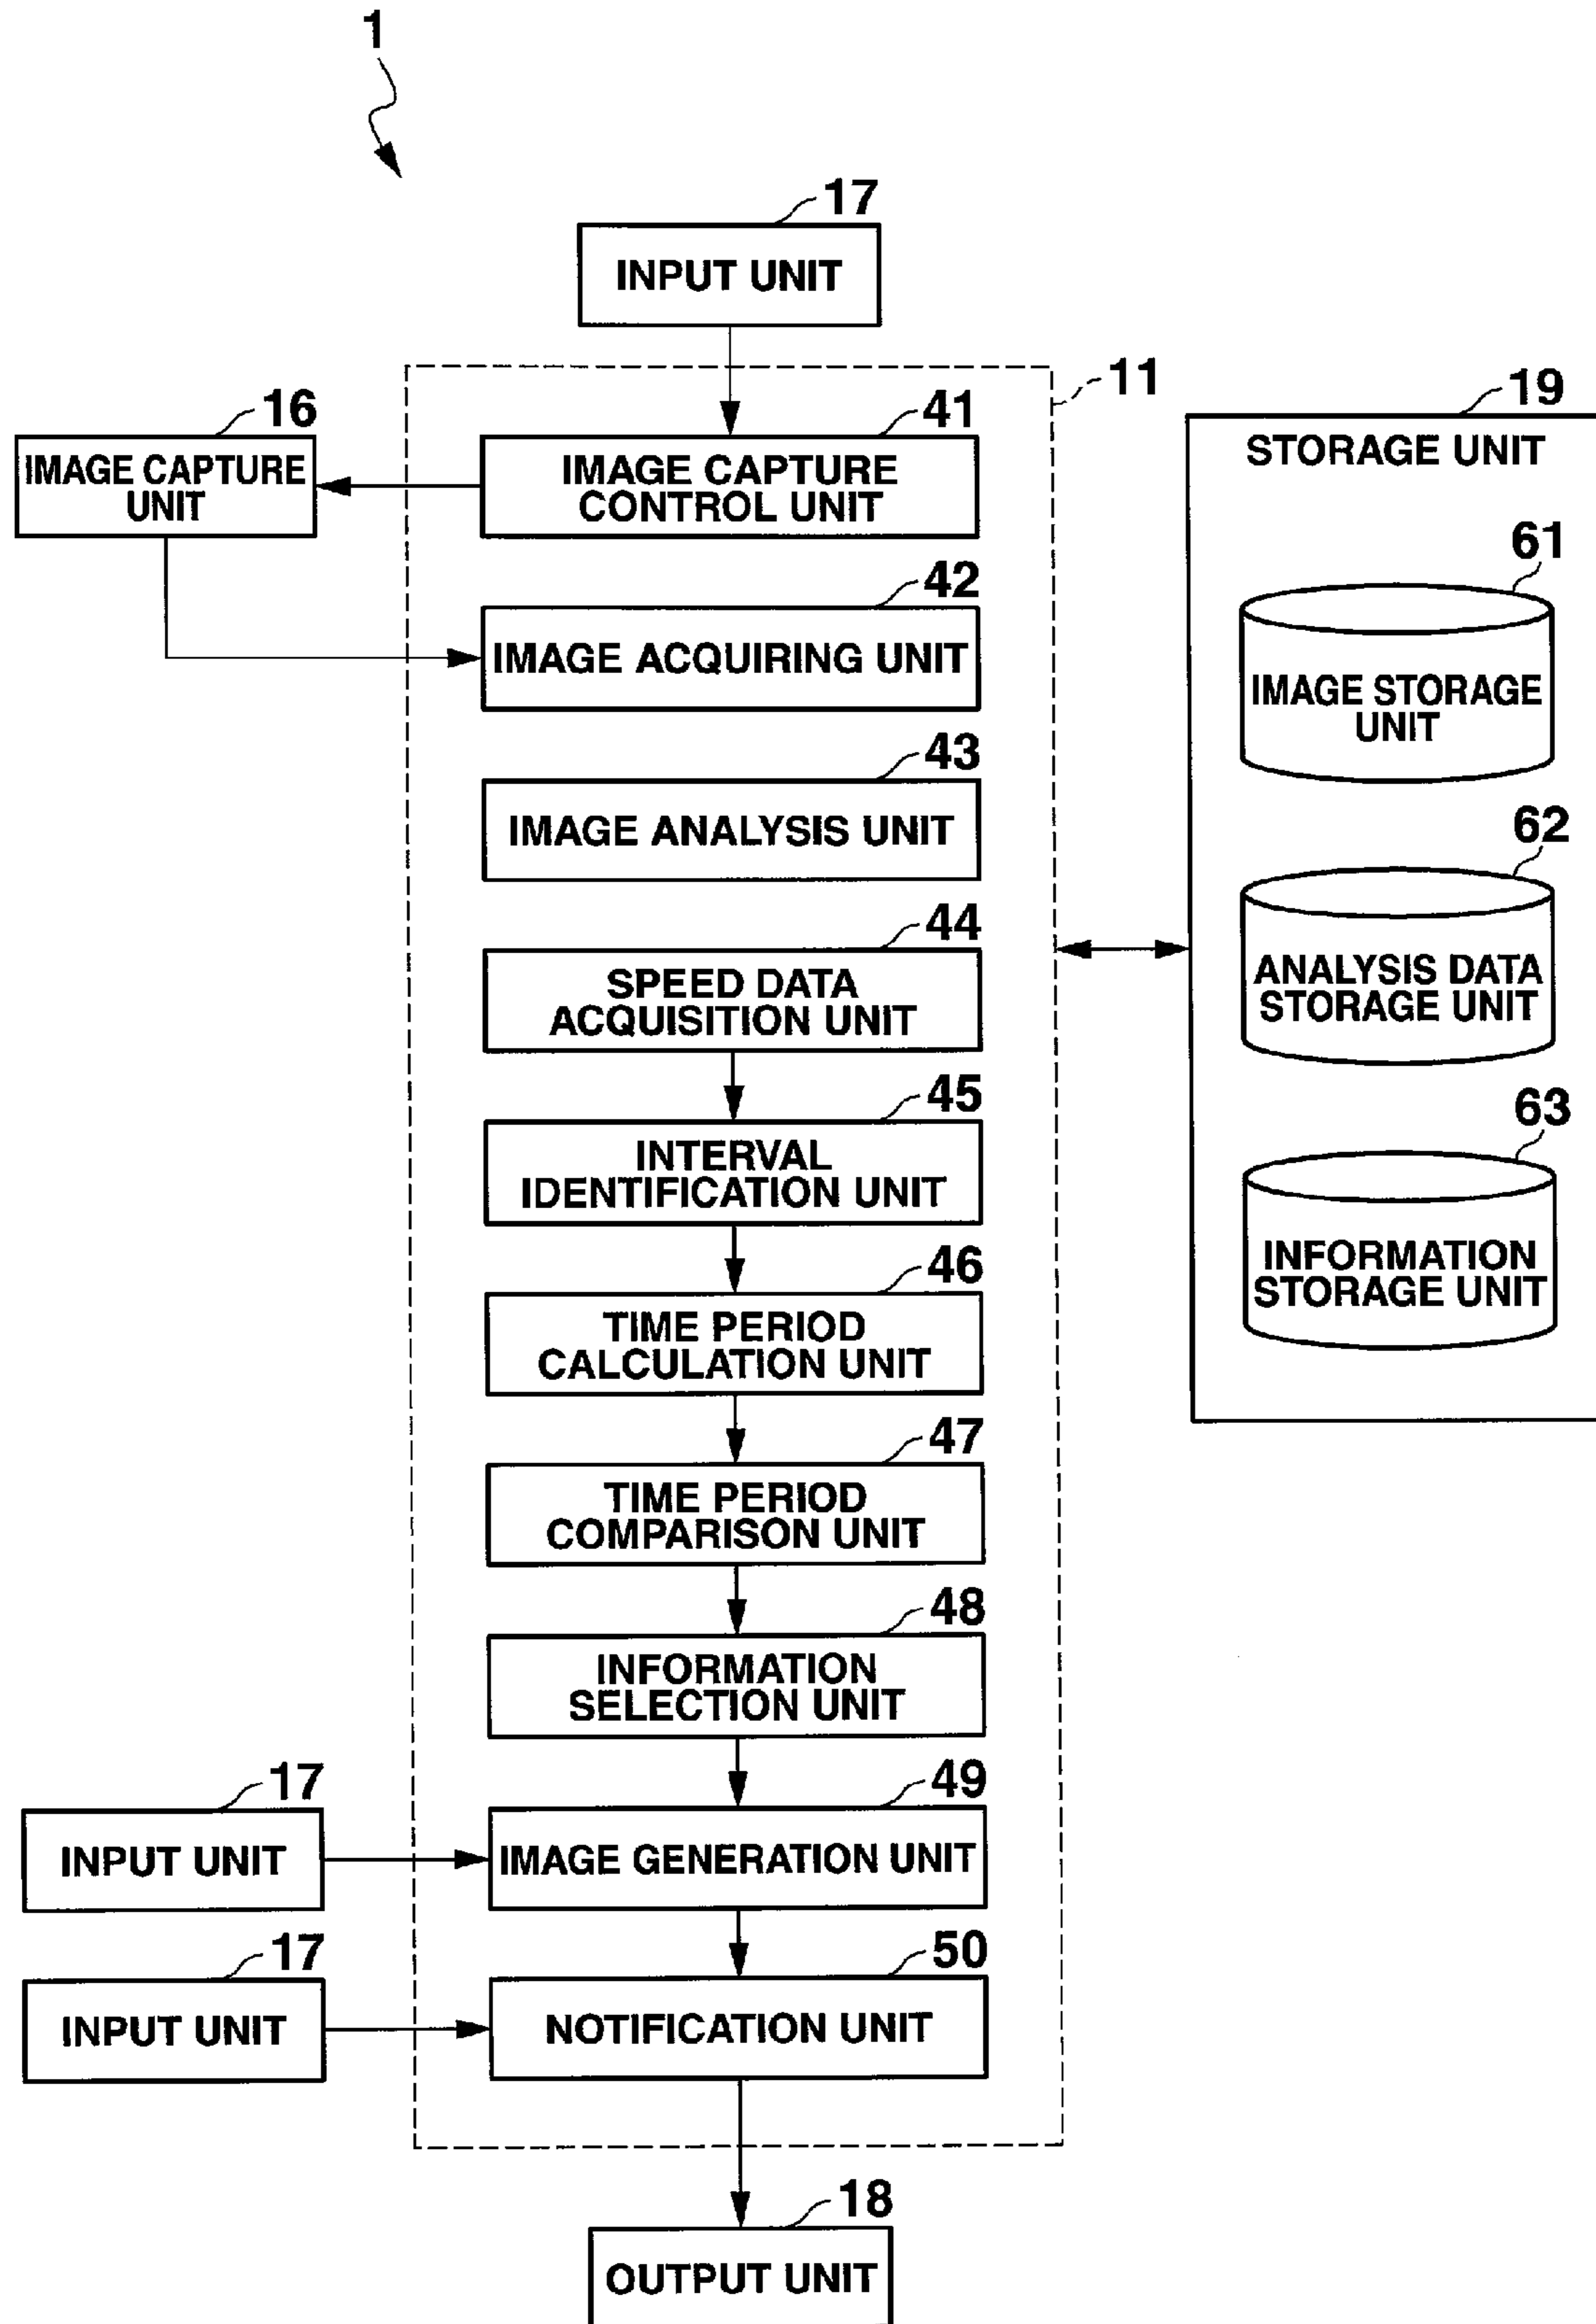 1
17
INPUT UNIT
11
16
IMAGE CAPTURE
UNIT
41
IMAGE CAPTURE
CONTROL UNIT
42
IMAGE ACQUIRING UNIT
43
IMAGE ANALYSIS UNIT
44
SPEED DATA
ACQUISITION UNIT
45
INTERVAL
IDENTIFICATION UNIT
46
TIME PERIOD
CALCULATION UNIT
47
TIME PERIOD
COMPARISON UNIT
48
INFORMATION
SELECTION UNIT
17
INPUT UNIT
49
IMAGE GENERATION UNIT
17
INPUT UNIT
50
NOTIFICATION UNIT
18
OUTPUT UNIT
19
STORAGE UNIT
61
IMAGE STORAGE
UNIT
62
ANALYSIS DATA
STORAGE UNIT
63
INFORMATION
STORAGE UNIT